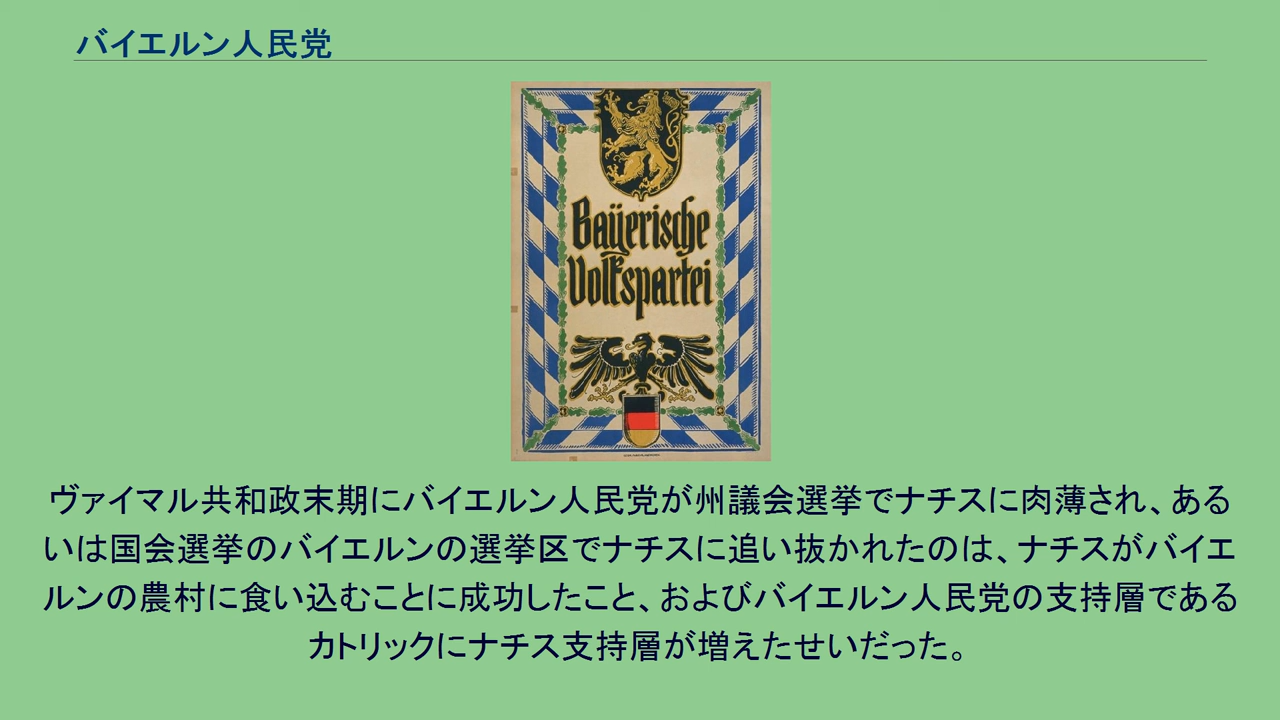 バイエルン人民党
Baÿerische
Volkspartei
ヴァイマル共和政末期にバイエルン人民党が州議会選挙でナチスに肉薄され、ある
いは国会選挙のバイエルンの選挙区でナチスに追い抜かれたのは、ナチスがバイエ
ルンの農村に食い込むことに成功したこと、およびバイエルン人民党の支持層である
カトリックにナチス支持層が増えたせいだった。